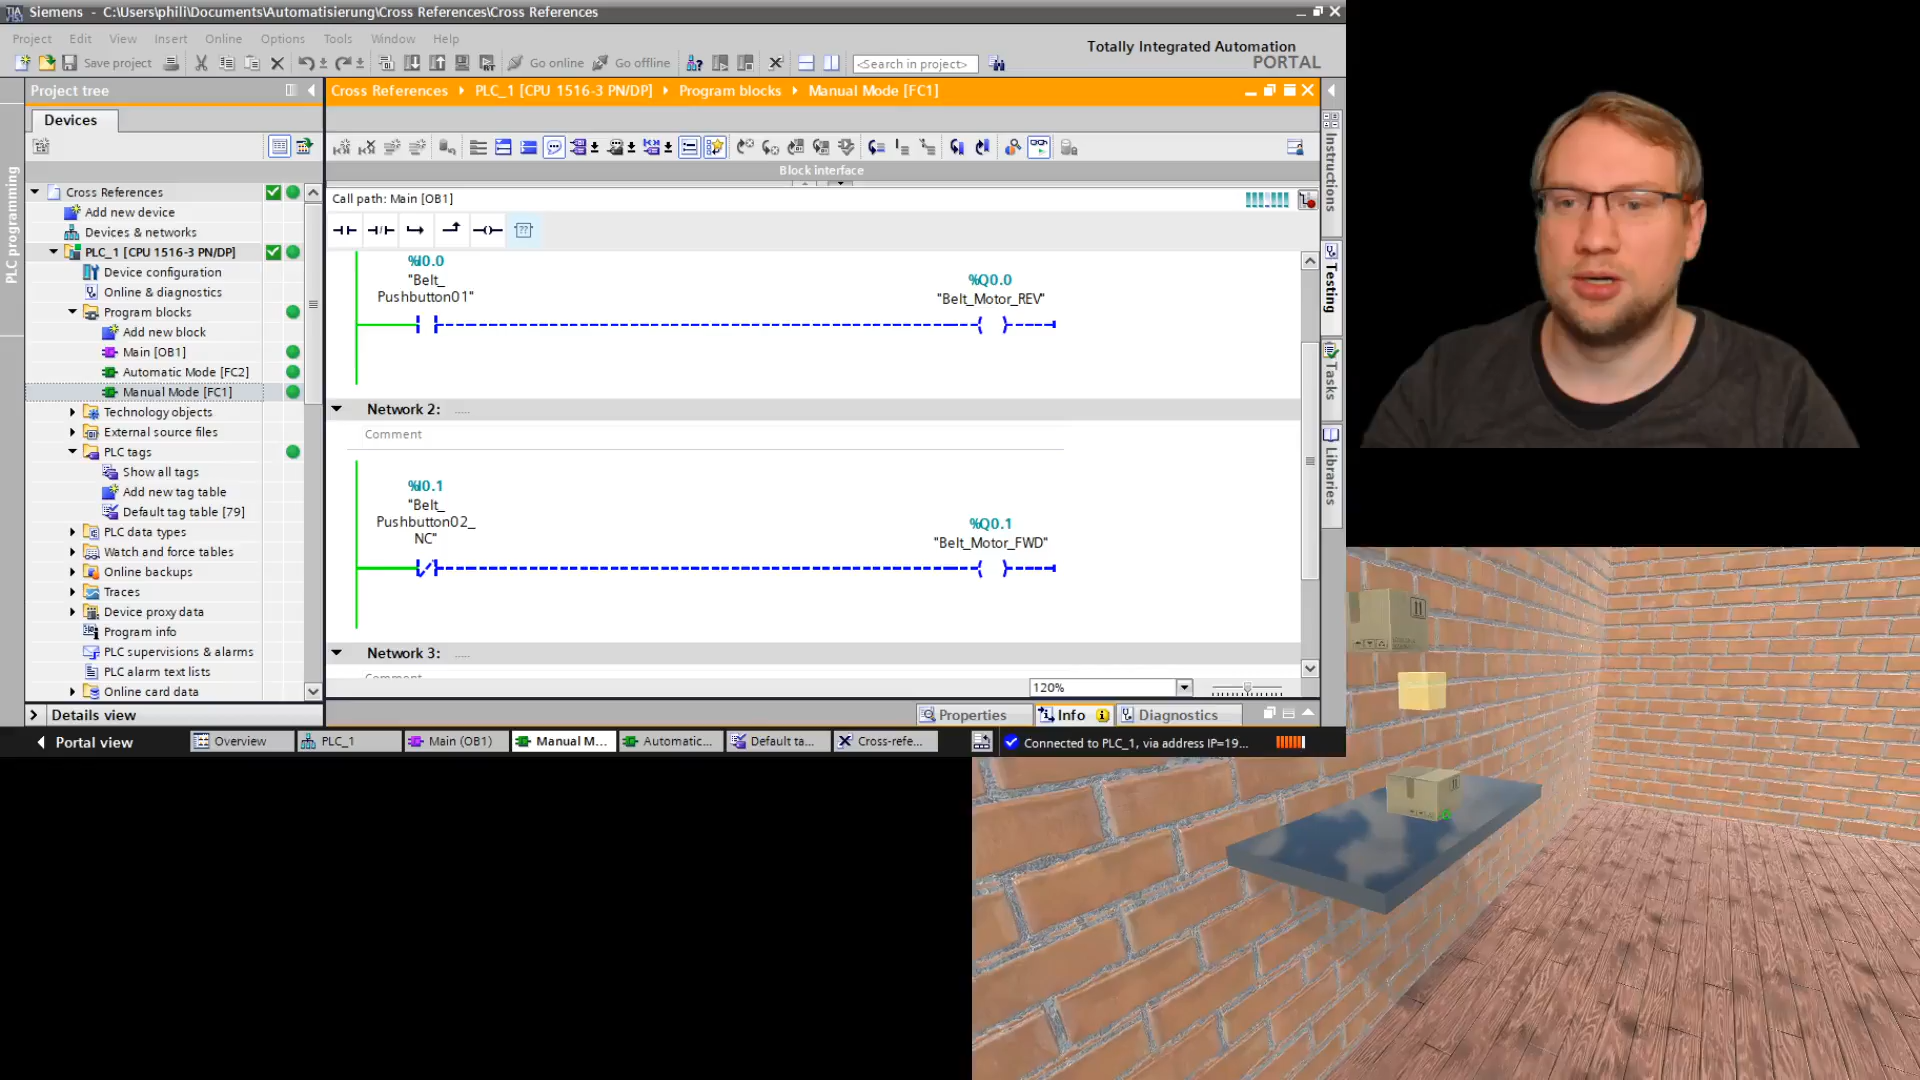 Siemens - C:\Users\phili\Documents\Automatisierung\Cross References\Cross References
Project Edit View Insert Online Options Tools Window Help
Totally Integrated Automation
PORTAL
Save project
Go online
Go offline
<Search in project>
Project tree
Cross References
PLC_1 [CPU 1516-3 PN/DP]
Program blocks
Manual Mode [FC1]
Devices
PLC programming
Block interface
Call path: Main [OB1]
Cross References
Add new device
Devices & networks
PLC_1 [CPU 1516-3 PN/DP]
Device configuration
Online & diagnostics
Program blocks
Add new block
Main [OB1]
Automatic Mode [FC2]
Manual Mode [FC1]
Technology objects
External source files
PLC tags
Show all tags
Add new tag table
Default tag table [79]
PLC data types
Watch and force tables
Online backups
Traces
Device proxy data
Program info
PLC supervisions & alarms
PLC alarm text lists
Online card data
Details view
%I0.0
"Belt_
Pushbutton01"
%Q0.0
"Belt_Motor_REV"
Network 2: .....
Comment
%I0.1
"Belt_
Pushbutton02_
NC"
%Q0.1
"Belt_Motor_FWD"
Network 3: .....
Comment
120%
Instructions
Testing
Tasks
Libraries
Properties
Info
Diagnostics
Portal view
Overview
PLC_1
Main (OB1)
Manual M...
Automatic...
Default ta...
Cross-refe...
Connected to PLC_1, via address IP=19...